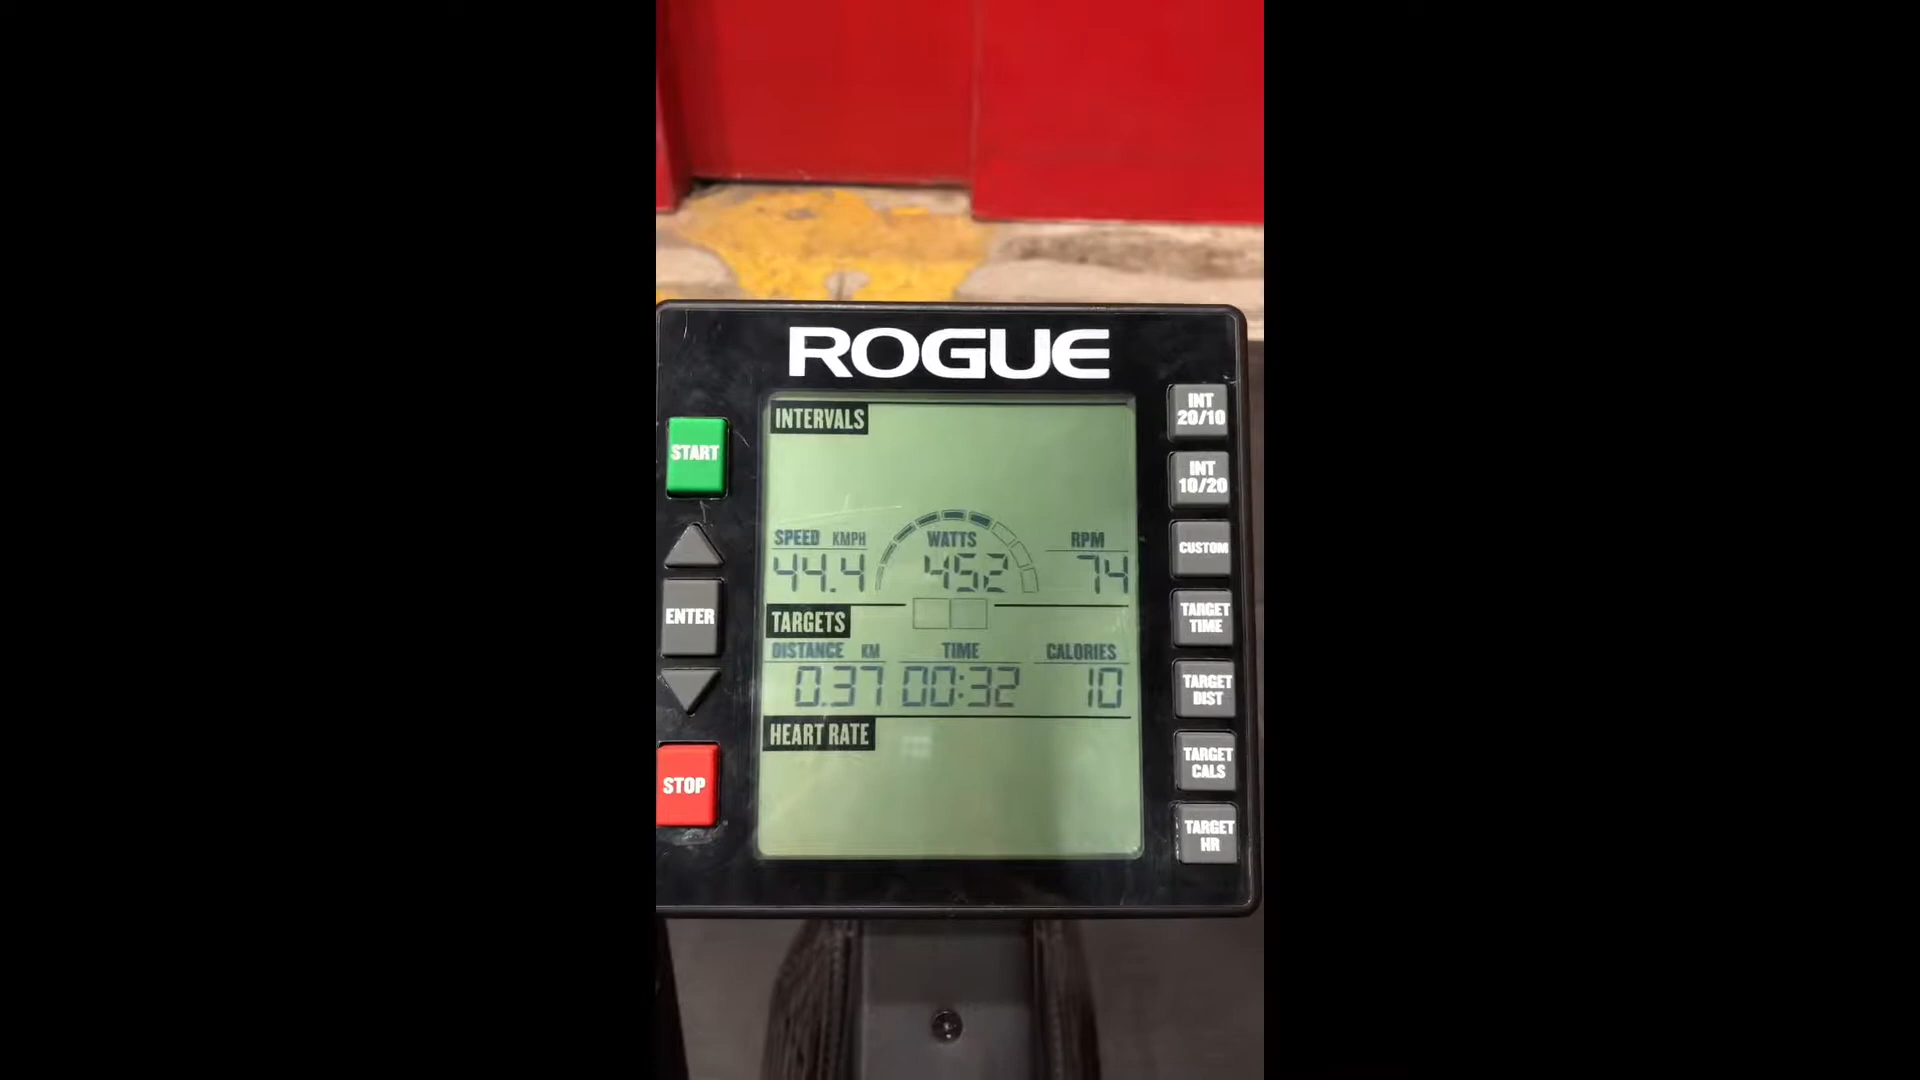 ROGUE
INTERVALS
START
INT
20/10
INT
10/20
SPEED KMPH WATTS RPM
44.4 452 74
CUSTOM
ENTER
TARGETS
TARGET
TIME
DISTANCE KM TIME CALORIES
0.37 00:32 10
TARGET
DIST
HEART RATE
STOP
TARGET
CALS
TARGET
HR